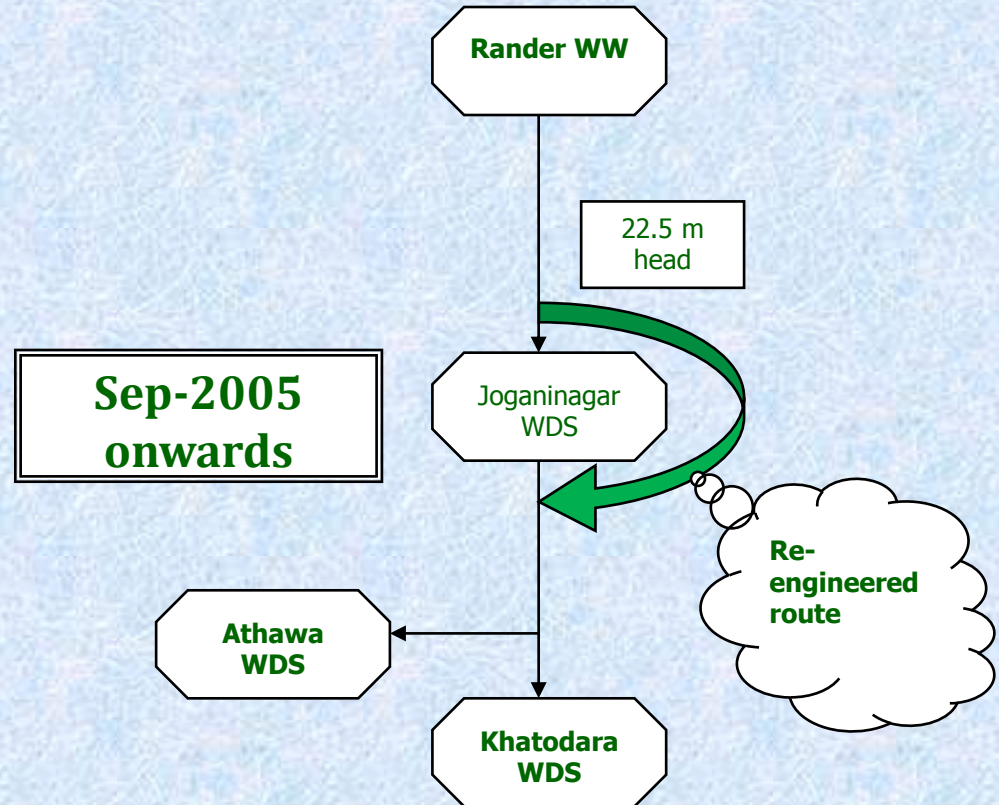 Rander WW
22.5 m
head
Sep-2005
onwards
Joganinagar
WDS
Re-
engineered
route
Athawa
WDS
Khatodara
WDS